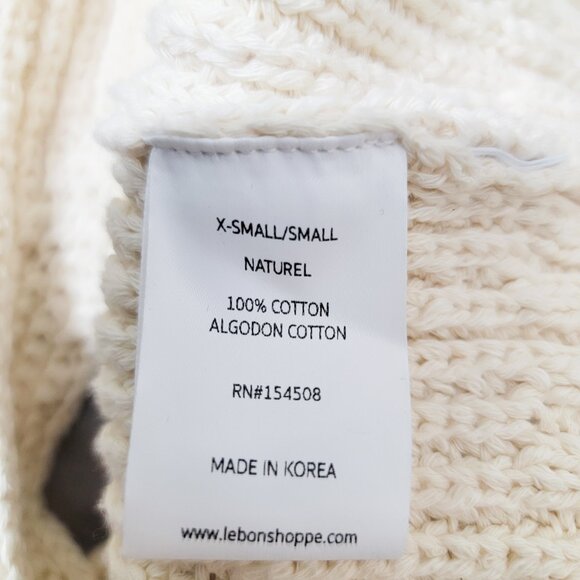 X-SMALL/SMALL
NATUREL
100% COTTON
ALGODON COTTON
RN#154508
MADE IN KOREA
www.lebonshoppe.com